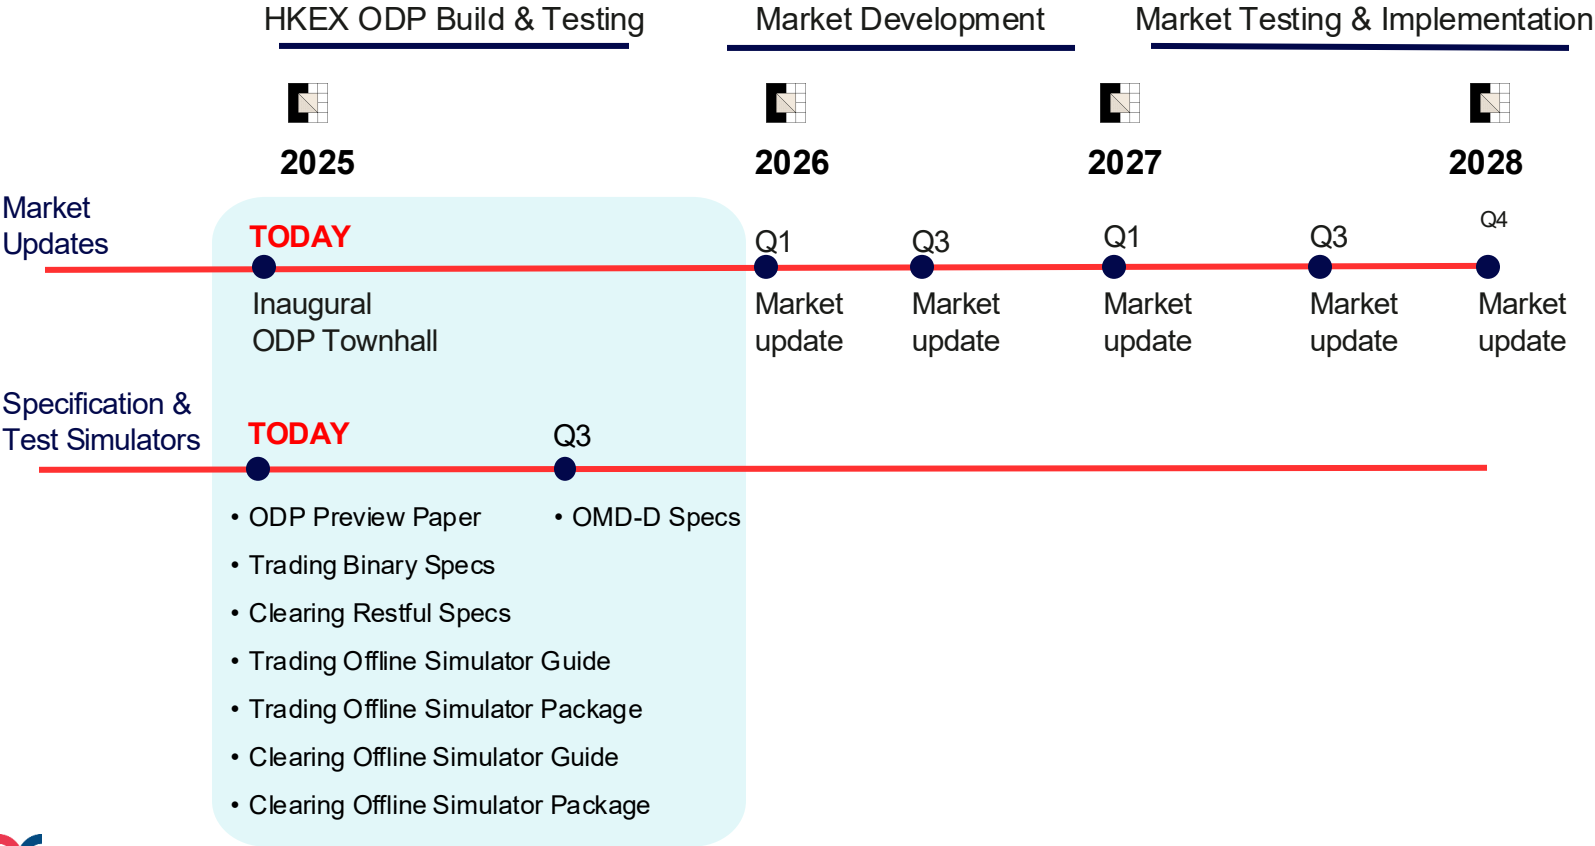 HKEX ODP Build & Testing
Market Development
Market Testing & Implementation
2025
2026
2027
2028
Market
Updates
TODAY
Q1
Q3
Q1
Q3
Q4
Inaugural
ODP Townhall
Market
update
Market
update
Market
update
Market
update
Market
update
Specification &
Test Simulators
TODAY
Q3
• ODP Preview Paper
• Trading Binary Specs
• Clearing Restful Specs
• Trading Offline Simulator Guide
• Trading Offline Simulator Package
• Clearing Offline Simulator Guide
• Clearing Offline Simulator Package
• OMD-D Specs